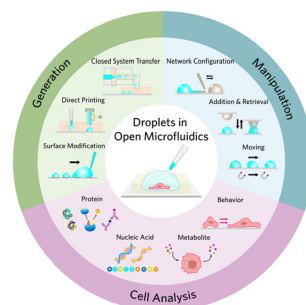 Generation
Manipulation
Cell Analysis
Closed System Transfer
Network Configuration
Direct Printing
Addition & Retrieval
Surface Modification
Moving
Droplets in
Open Microfluidics
Protein
Behavior
Nucleic Acid
Metabolite